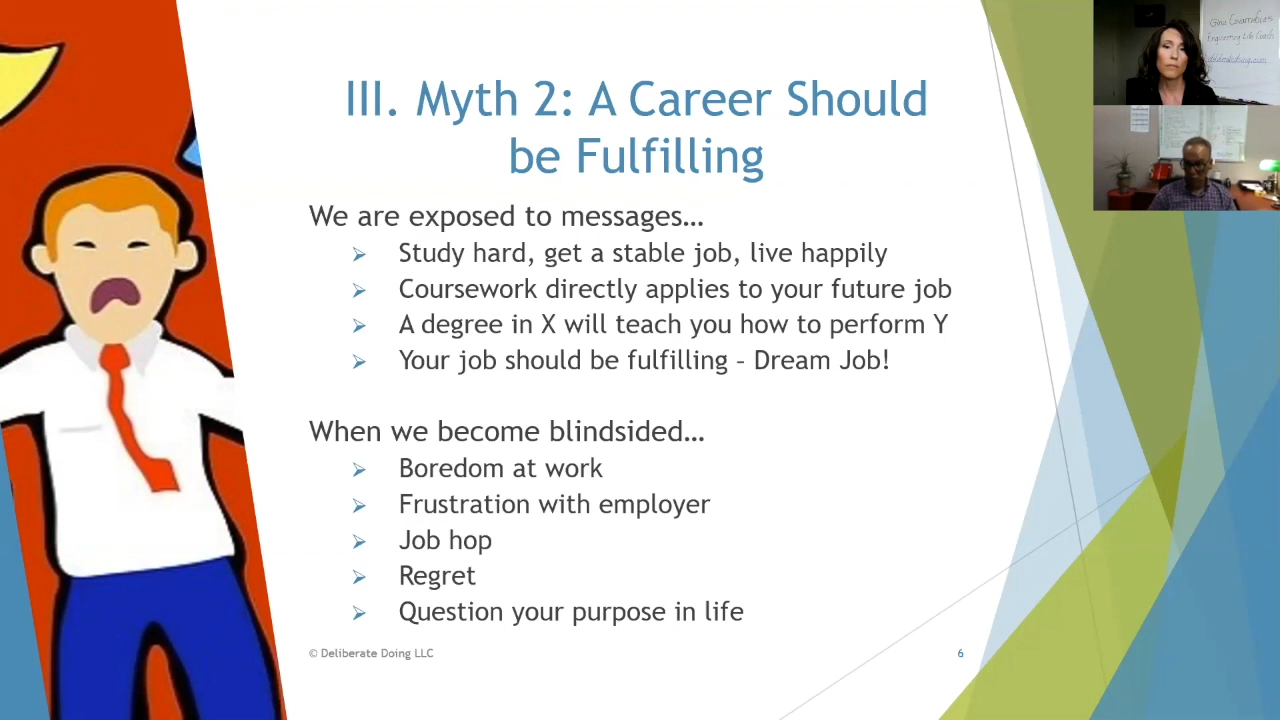 III. Myth 2: A Career Should
be Fulfilling
We are exposed to messages…
➢ Study hard, get a stable job, live happily
➢ Coursework directly applies to your future job
➢ A degree in X will teach you how to perform Y
➢ Your job should be fulfilling – Dream Job!
When we become blindsided…
➢ Boredom at work
➢ Frustration with employer
➢ Job hop
➢ Regret
➢ Question your purpose in life
© Deliberate Doing LLC
6
Engineering Life Coach